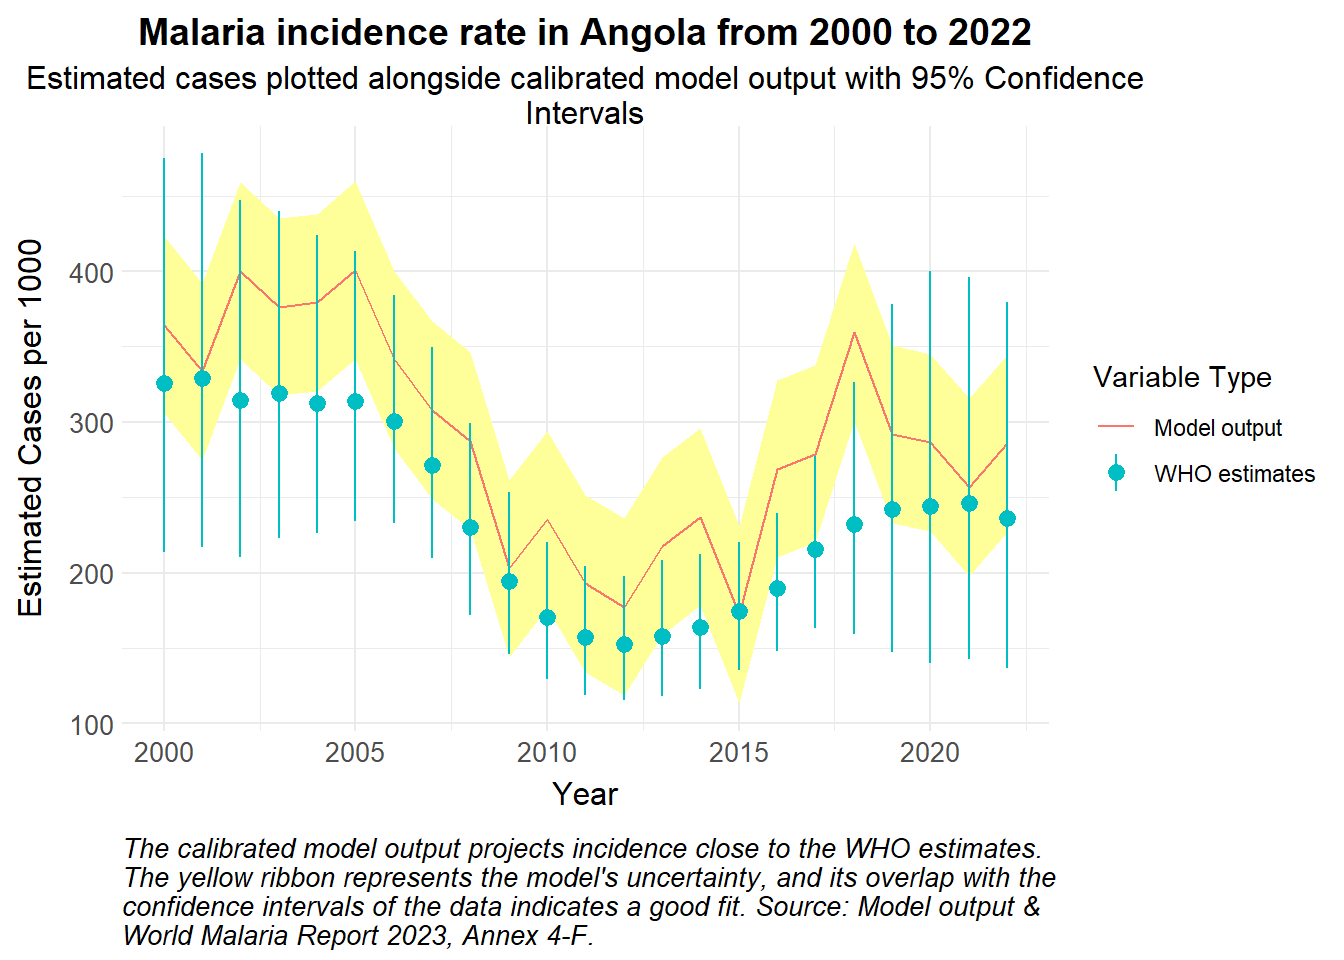 Malaria incidence rate in Angola from 2000 to 2022
Estimated cases plotted alongside calibrated model output with 95% Confidence
Intervals
Estimated Cases per 1000
400
300
200
100
2000 2005 2010 2015 2020
Year
Variable Type
Model output
WHO estimates
The calibrated model output projects incidence close to the WHO estimates.
The yellow ribbon represents the model's uncertainty, and its overlap with the
confidence intervals of the data indicates a good fit. Source: Model output &
World Malaria Report 2023, Annex 4-F.